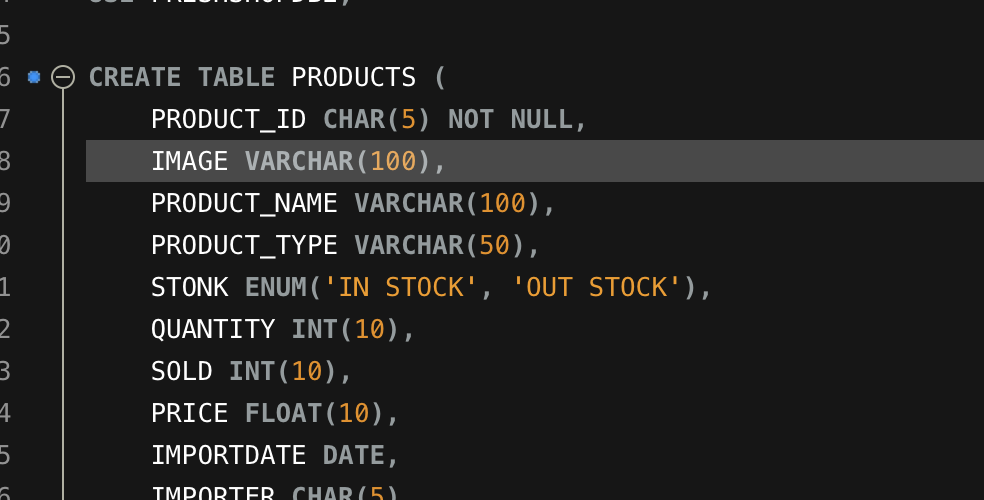 5
6 CREATE TABLE PRODUCTS (
7 PRODUCT_ID CHAR(5) NOT NULL,
8 IMAGE VARCHAR(100),
9 PRODUCT_NAME VARCHAR(100),
0 PRODUCT_TYPE VARCHAR(50),
1 STONK ENUM('IN STOCK', 'OUT STOCK'),
2 QUANTITY INT(10),
3 SOLD INT(10),
4 PRICE FLOAT(10),
5 IMPORTDATE DATE,
6 IMPORTER CHAR(5)